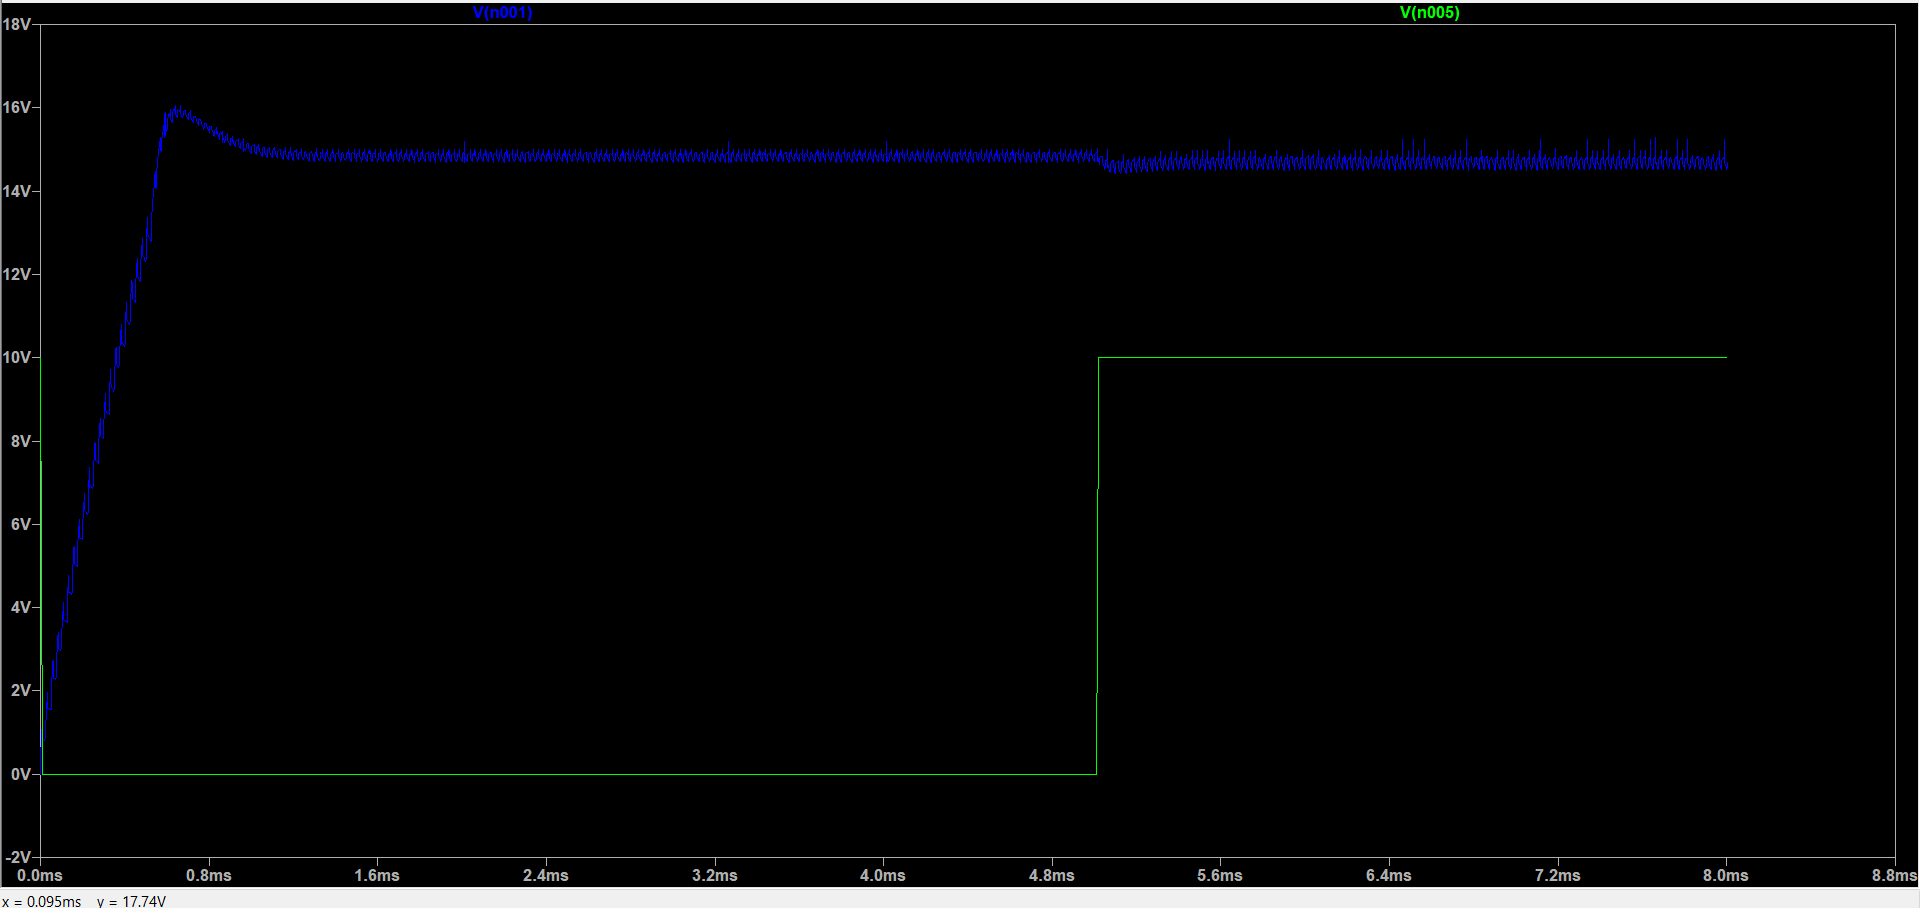 V(n001) V(n005)
18V
16V
14V
12V
10V
8V
6V
4V
2V
0V
-2V
0.0ms 0.8ms 1.6ms 2.4ms 3.2ms 4.0ms 4.8ms 5.6ms 6.4ms 7.2ms 8.0ms 8.8ms
x = 0.095ms y = 17.74V